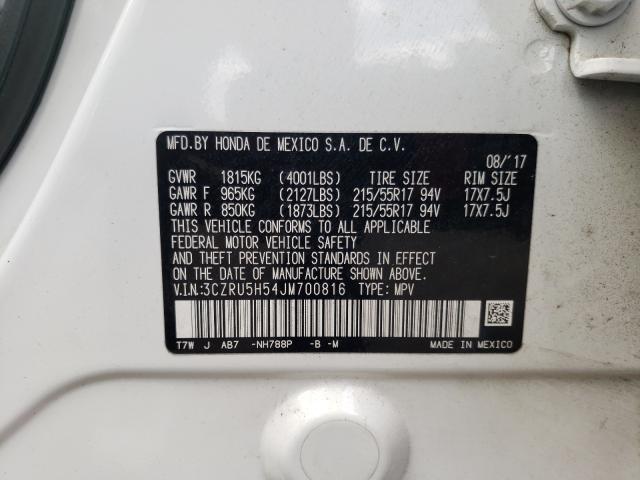 MFD.BY HONDA DE MEXICO S.A. DE C.V.
08/'17
GVWR 1815KG (4001LBS) TIRE SIZE RIM SIZE
GAWR F 965KG (2127LBS) 215/55R17 94V 17X7.5J
GAWR R 850KG (1873LBS) 215/55R17 94V 17X7.5J
THIS VEHICLE CONFORMS TO ALL APPLICABLE
FEDERAL MOTOR VEHICLE SAFETY
AND THEFT PREVENTION STANDARDS IN EFFECT
ON THE DATE OF MANUFACTURE SHOWN ABOVE.
V.I.N:3CZRU5H54JM700816 TYPE: MPV
T7W J AB7 -NH788P -B -M MADE IN MEXICO